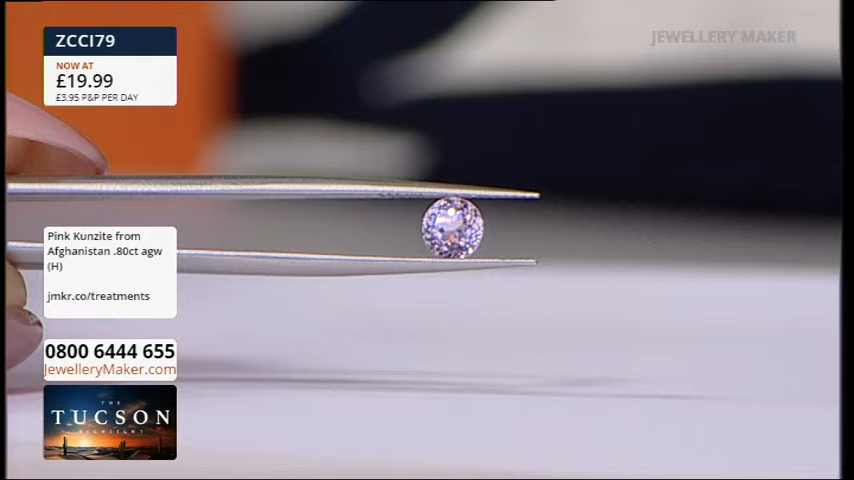 ZCCI79
NOW AT
£19.99
£3.95 P&P PER DAY
JEWELLERY MAKER
Pink Kunzite from
Afghanistan .80ct agw
(H)
jmkr.co/treatments
0800 6444 655
JewelleryMaker.com
THE
TUCSON